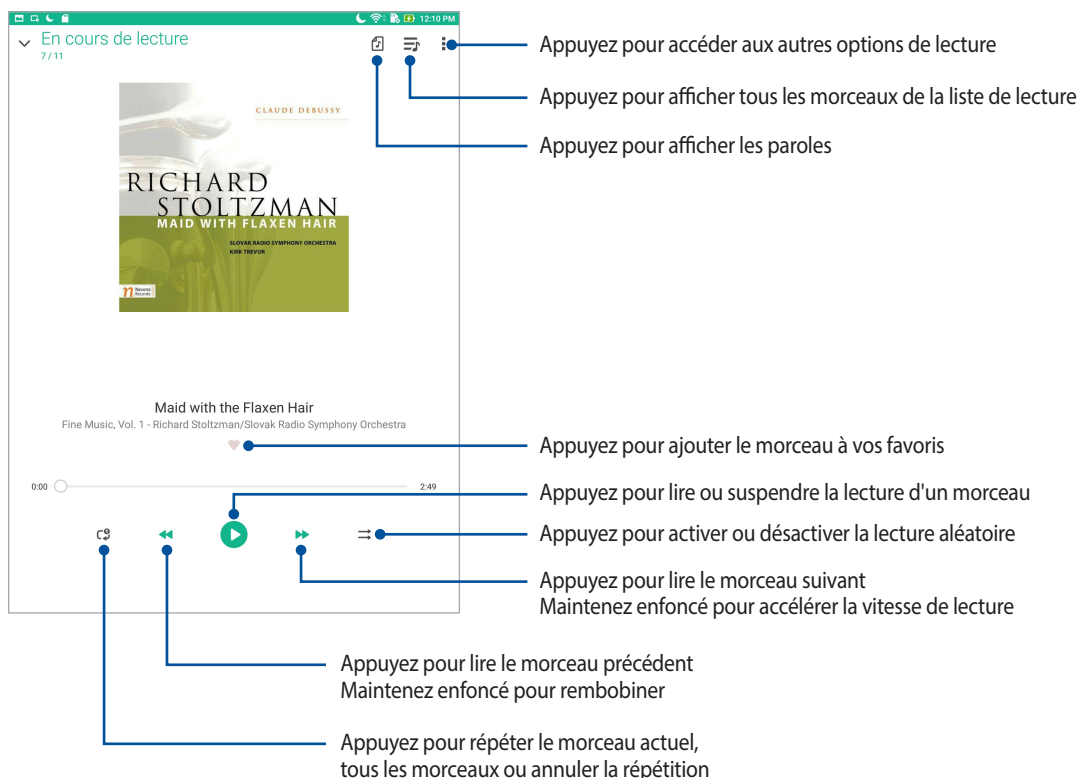 12:10 PM
En cours de lecture
7 / 11
CLAUDE DEBUSSY
RICHARD
STOLTZMAN
MAID WITH FLAXEN HAIR
SLOVAK RADIO SYMPHONY ORCHESTRA
KIRK TREVOR
n Navona
Records
Maid with the Flaxen Hair
Fine Music, Vol. 1 - Richard Stoltzman/Slovak Radio Symphony Orchestra
0:00
2:49
Appuyez pour accéder aux autres options de lecture
Appuyez pour afficher tous les morceaux de la liste de lecture
Appuyez pour afficher les paroles
Appuyez pour ajouter le morceau à vos favoris
Appuyez pour lire ou suspendre la lecture d'un morceau
Appuyez pour activer ou désactiver la lecture aléatoire
Appuyez pour lire le morceau suivant
Maintenez enfoncé pour accélérer la vitesse de lecture
Appuyez pour lire le morceau précédent
Maintenez enfoncé pour rembobiner
Appuyez pour répéter le morceau actuel,
tous les morceaux ou annuler la répétition